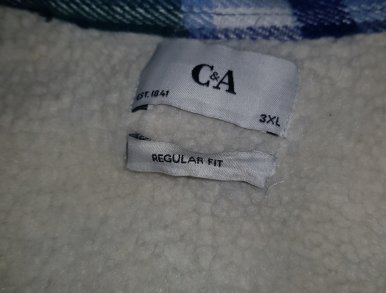 C&A
EST. 1841
3XL
REGULAR FIT